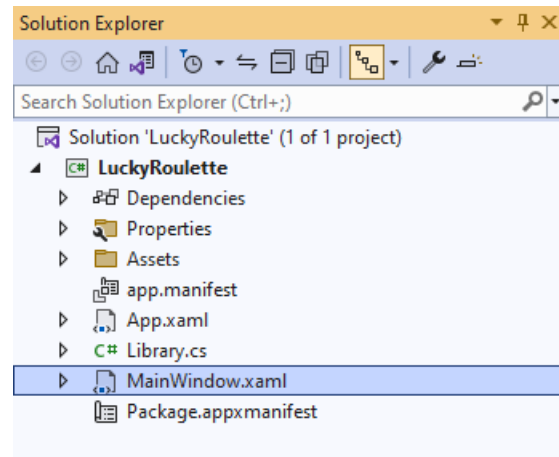 Solution Explorer
Search Solution Explorer (Ctrl+;)
Solution 'LuckyRoulette' (1 of 1 project)
C# LuckyRoulette
Dependencies
Properties
Assets
app.manifest
App.xaml
C# Library.cs
MainWindow.xaml
Package.appxmanifest